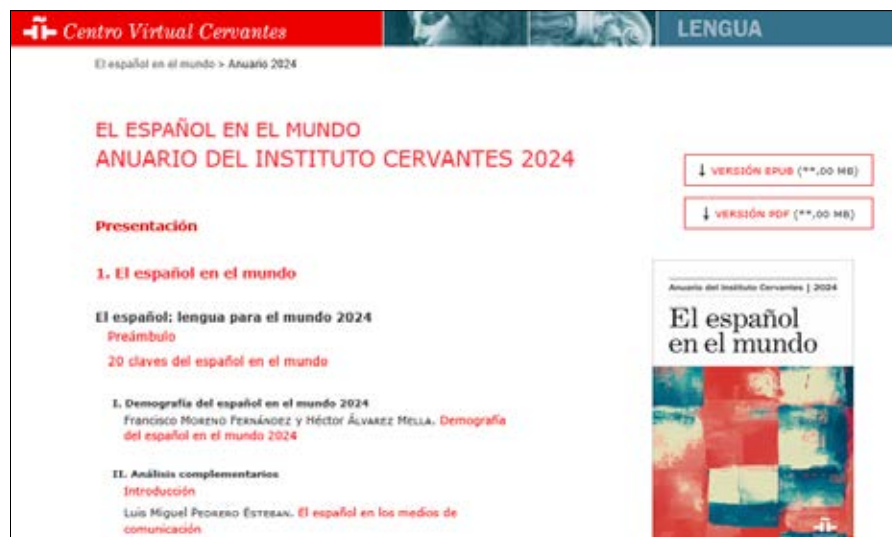 Centro Virtual Cervantes
LENGUA
El español en el mundo > Anuario 2024
EL ESPAÑOL EN EL MUNDO
ANUARIO DEL INSTITUTO CERVANTES 2024
↓ VERSIÓN EPUB (**,00 MB)
↓ VERSIÓN PDF (**,00 MB)
Presentación
1. El español en el mundo
El español: lengua para el mundo 2024
Preámbulo
20 claves del español en el mundo
I. Demografía del español en el mundo 2024
Francisco MORENO FERNÁNDEZ y Héctor ÁLVAREZ MELLA. Demografía
del español en el mundo 2024
II. Análisis complementarios
Introducción
Luis Miguel PEDRERO ESTEBAN. El español en los medios de
comunicación
Anuario del Instituto Cervantes | 2024
El español
en el mundo